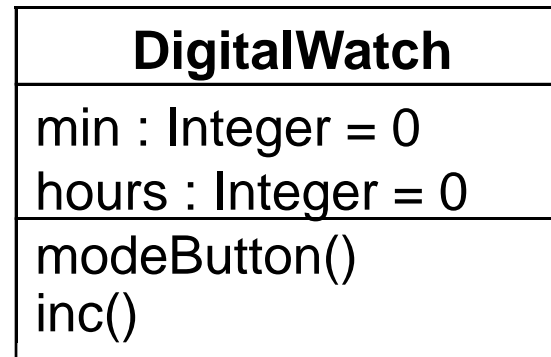 DigitalWatch
min : Integer = 0
hours : Integer = 0
modeButton()
inc()